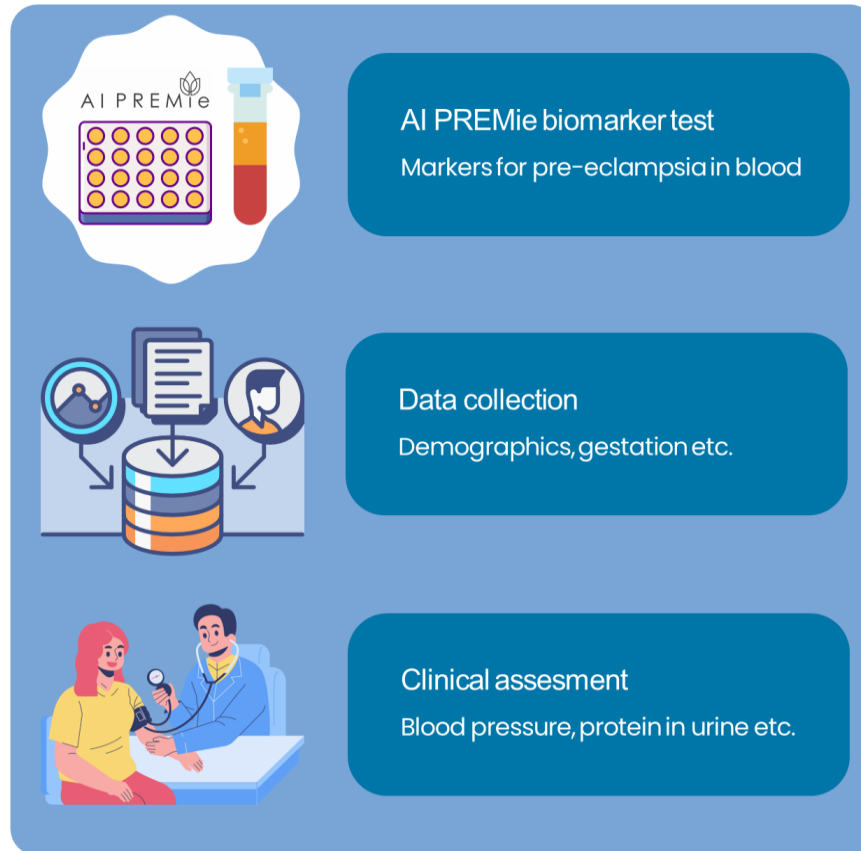 AI PREMie
AI PREMie biomarker test
Markers for pre-eclampsia in blood
Data collection
Demographics, gestation etc.
Clinical assesment
Blood pressure, protein in urine etc.